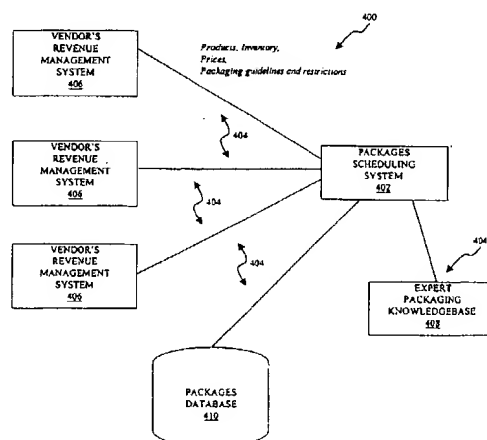 400
VENDOR'S
REVENUE
MANAGEMENT
SYSTEM
406
Products, Inventory,
Prices,
Packaging guidelines and restrictions
404
VENDOR'S
REVENUE
MANAGEMENT
SYSTEM
406
PACKAGES
SCHEDULING
SYSTEM
402
404
VENDOR'S
REVENUE
MANAGEMENT
SYSTEM
406
404
404
EXPERT
PACKAGING
KNOWLEDGEBASE
408
PACKAGES
DATABASE
410